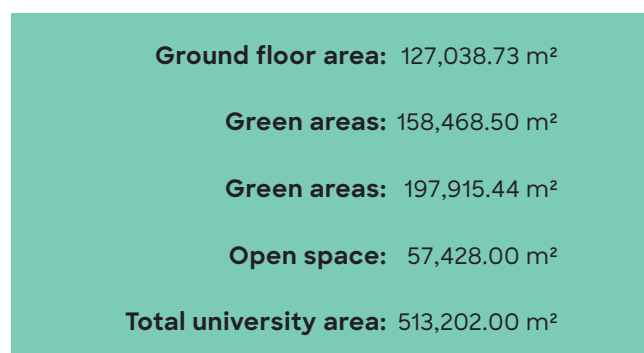 Ground floor area: 127,038.73 m²
Green areas: 158,468.50 m²
Green areas: 197,915.44 m²
Open space: 57,428.00 m²
Total university area: 513,202.00 m²